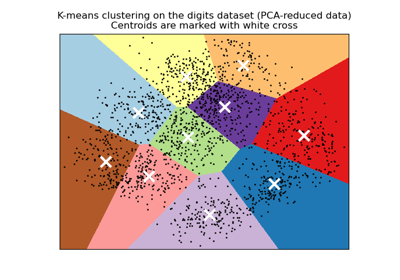 K-means clustering on the digits dataset (PCA-reduced data)
Centroids are marked with white cross